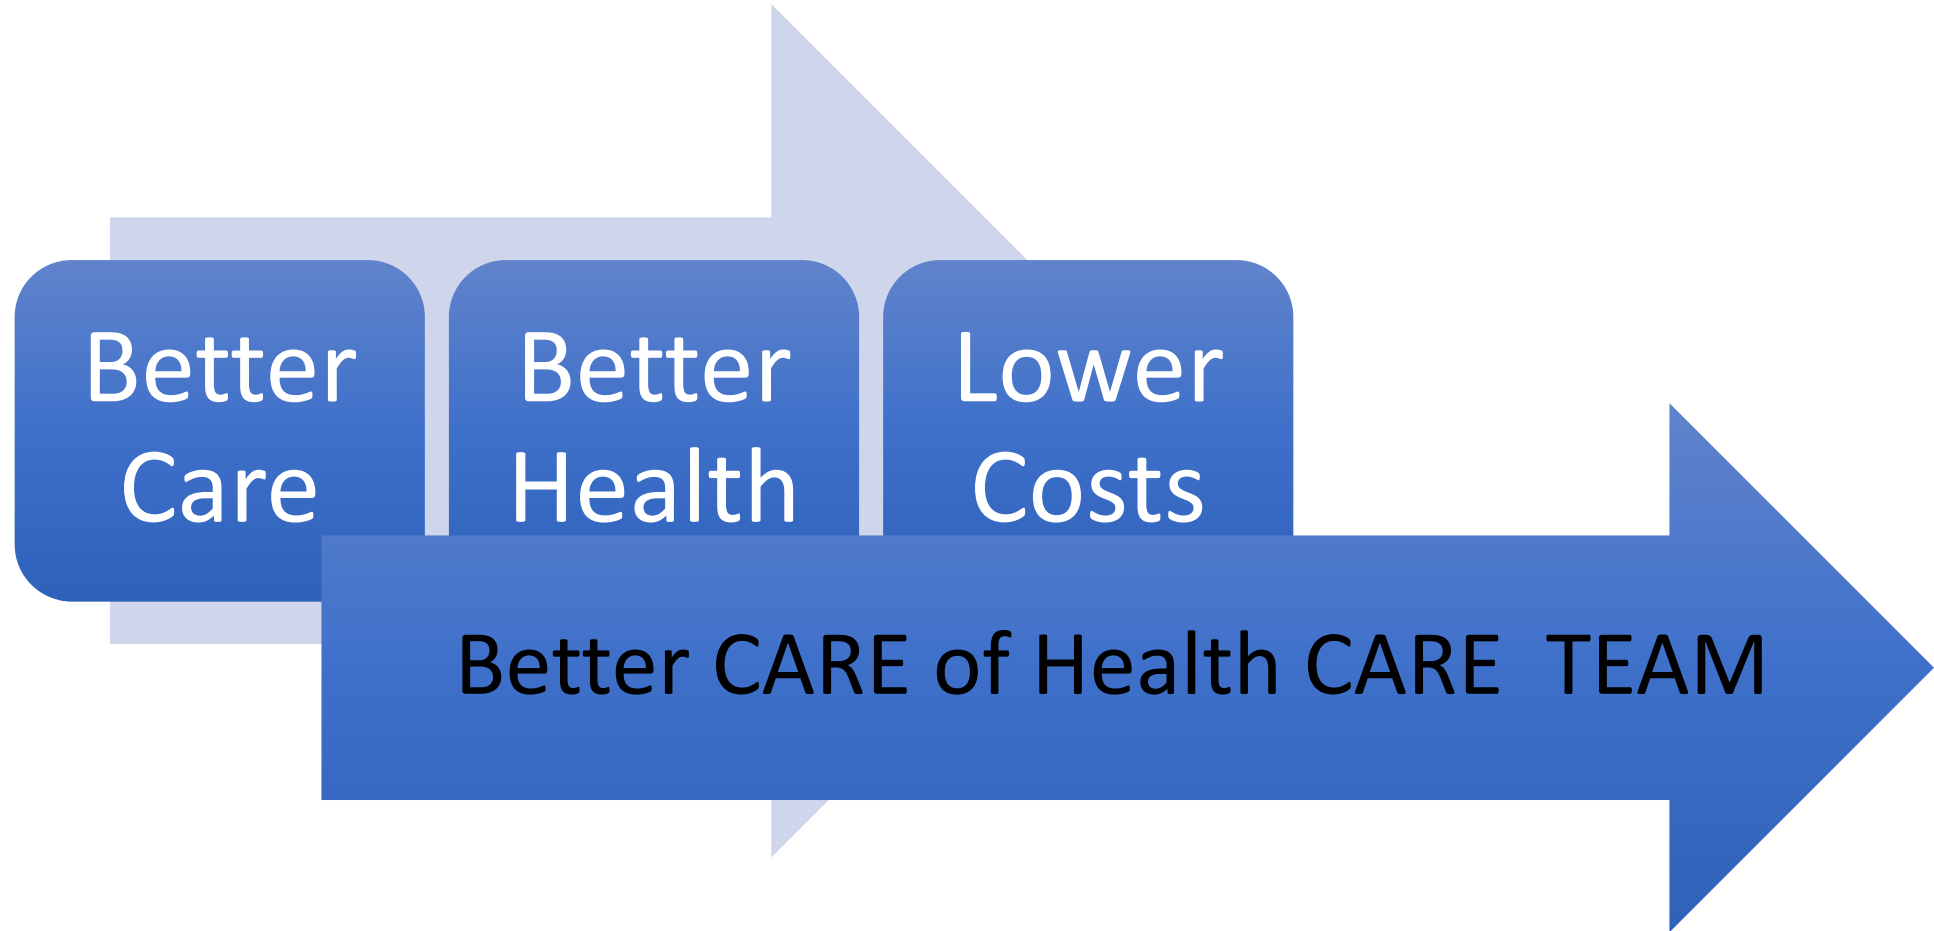 Better
Care
Better
Health
Lower
Costs
Better CARE of Health CARE  TEAM